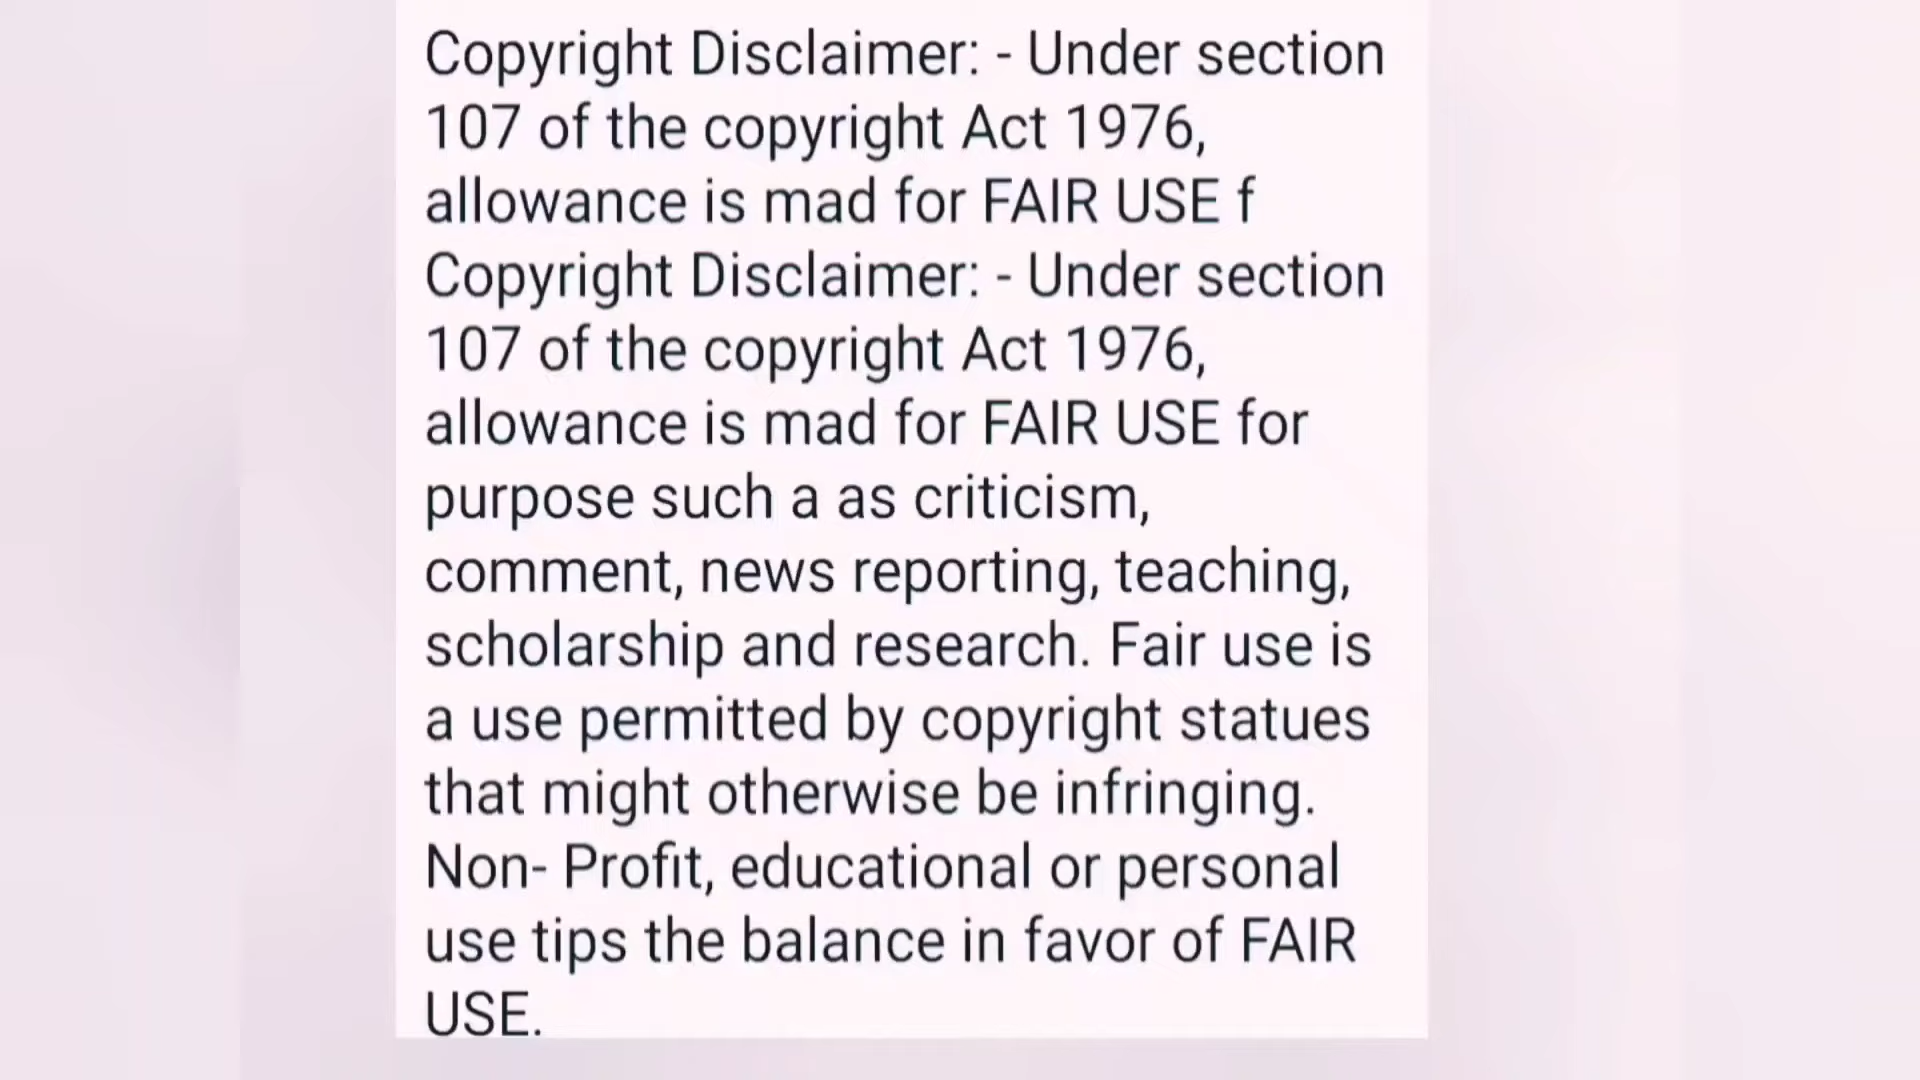 Copyright Disclaimer: - Under section
107 of the copyright Act 1976,
allowance is mad for FAIR USE f
Copyright Disclaimer: - Under section
107 of the copyright Act 1976,
allowance is mad for FAIR USE for
purpose such a as criticism,
comment, news reporting, teaching,
scholarship and research. Fair use is
a use permitted by copyright statues
that might otherwise be infringing.
Non- Profit, educational or personal
use tips the balance in favor of FAIR
USE.